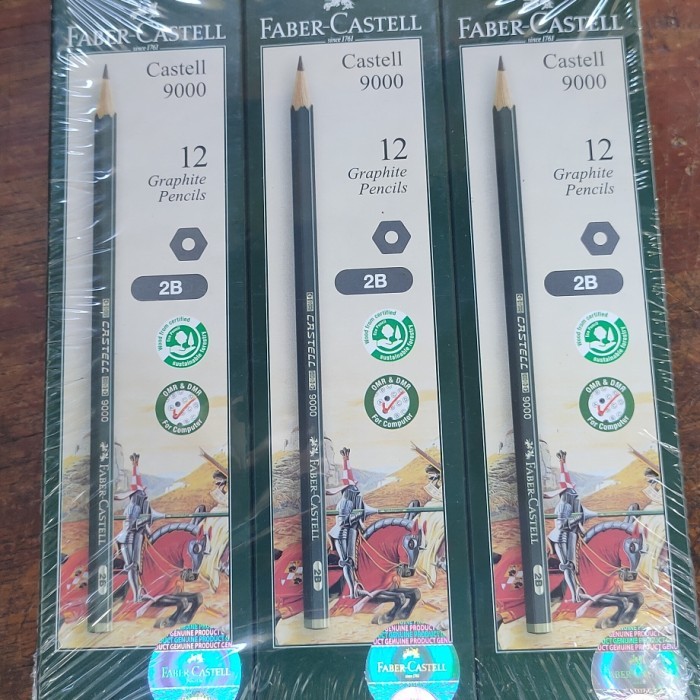 FABER-CASTELL
since 1761
Castell
9000
12
Graphite
Pencils
2B
Wood from certified
sustainable forestry
OMR & DMR
For Computer
CASTELL 9000
FABER-CASTELL
2B
GENUINE PRODUCT
FABER-CASTELL
FABER-CASTELL
since 1761
Castell
9000
12
Graphite
Pencils
2B
Wood from certified
sustainable forestry
OMR & DMR
For Computer
CASTELL 9000
FABER-CASTELL
2B
GENUINE PRODUCT
FABER-CASTELL
FABER-CASTELL
since 1761
Castell
9000
12
Graphite
Pencils
2B
Wood from certified
sustainable forestry
OMR & DMR
For Computer
CASTELL 9000
FABER-CASTELL
2B
GENUINE PRODUCT
FABER-CASTELL